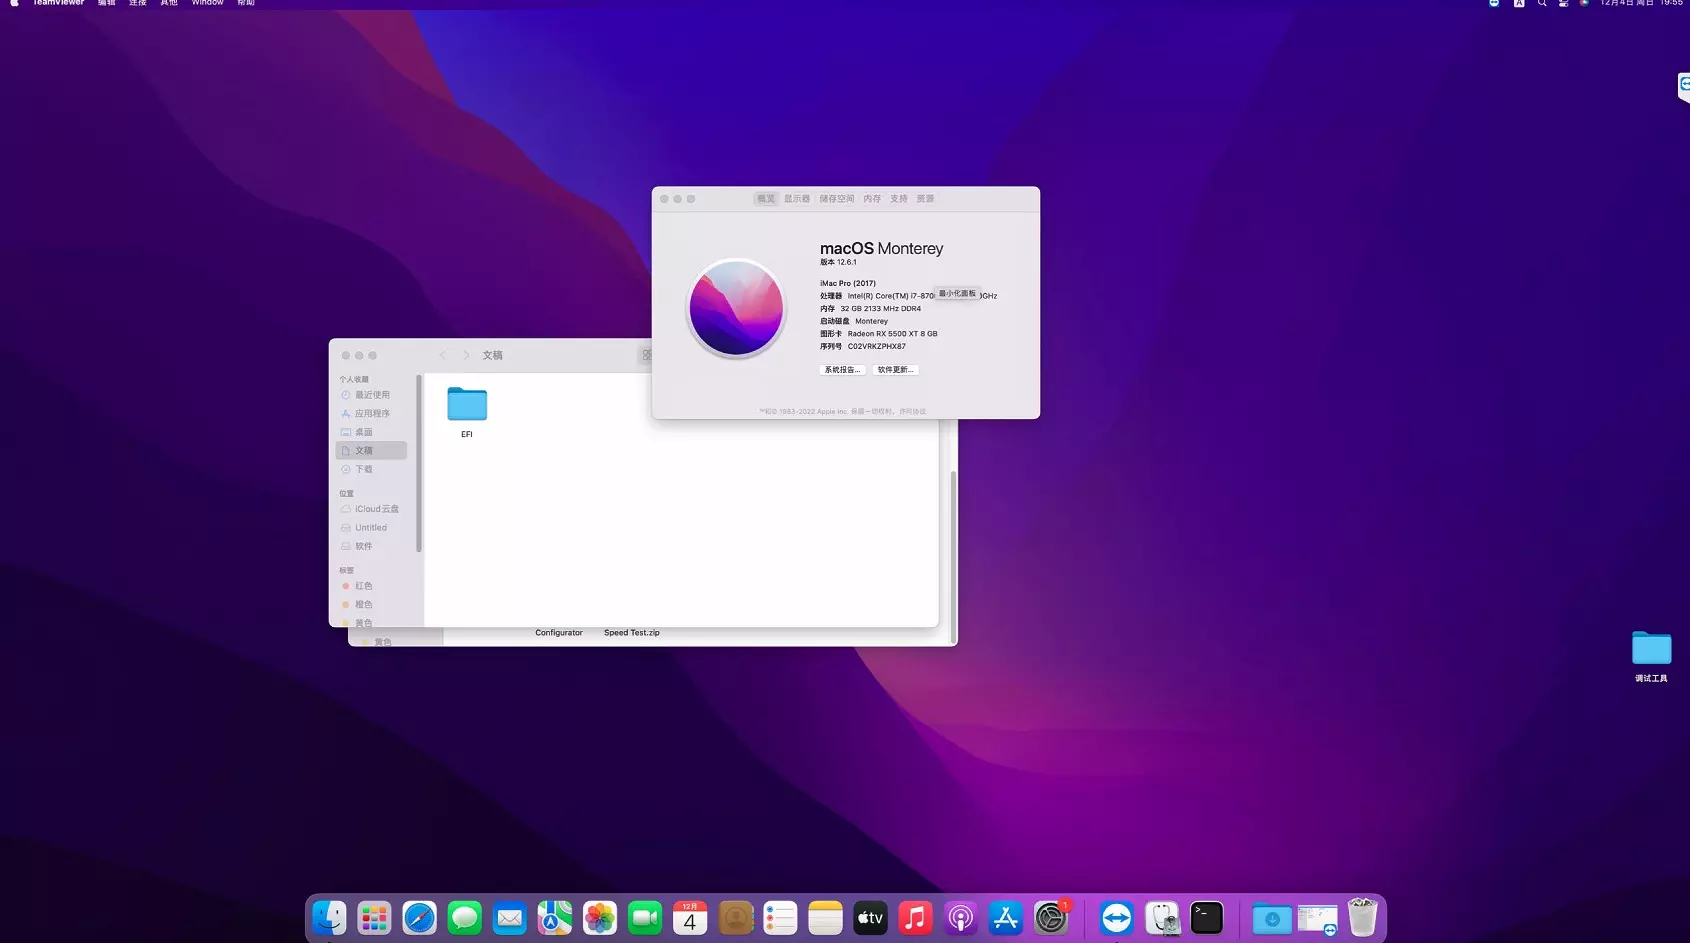 TeamViewer 编辑 连接 其他 Window 帮助
12月4日 周日 19:55
概览 显示器 储存空间 内存 支持 资源
macOS Monterey
版本 12.6.1
iMac Pro (2017)
处理器 Intel(R) Core(TM) i7-870
最小化面板
GHz
内存 32 GB 2133 MHz DDR4
启动磁盘 Monterey
图形卡 Radeon RX 5500 XT 8 GB
序列号 C02VRKZPHX87
系统报告...
软件更新...
™和© 1983-2022 Apple Inc. 保留一切权利。许可协议
文稿
个人收藏
最近使用
应用程序
桌面
文稿
下载
位置
iCloud云盘
Untitled
软件
标签
红色
橙色
黄色
EFI
黄色
Configurator
Speed Test.zip
调试工具
12月
4
tv
1